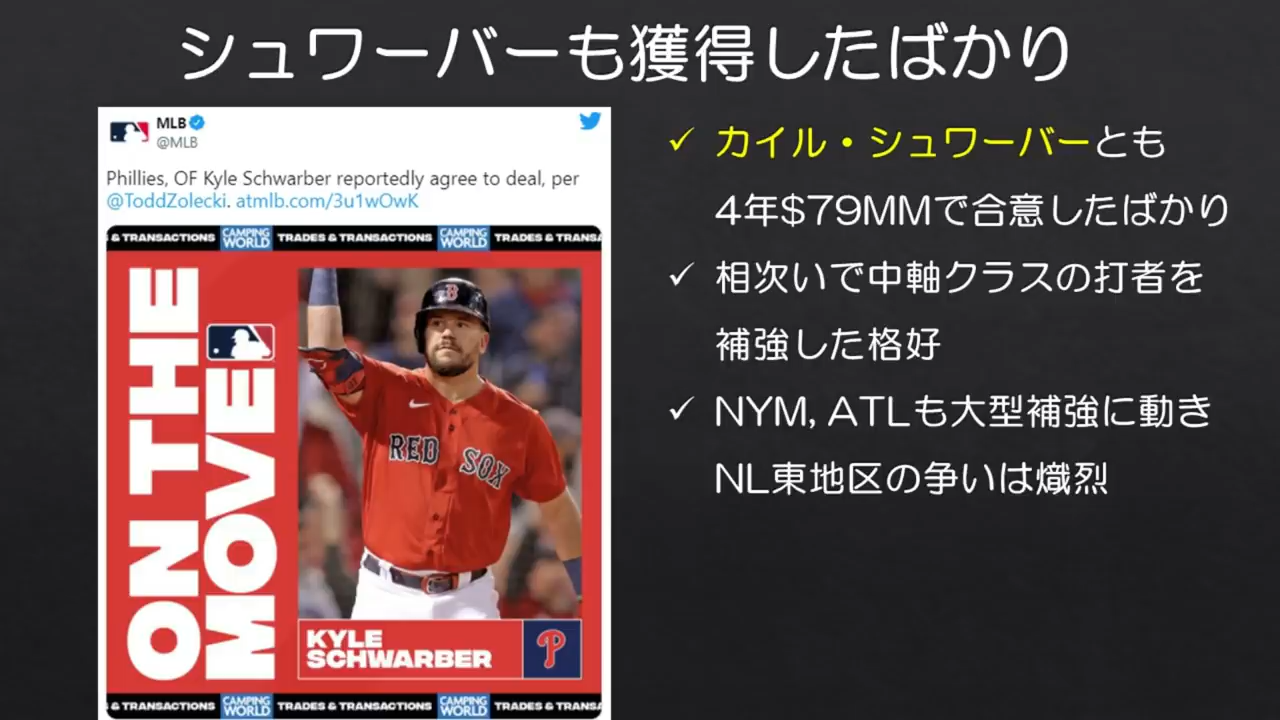 シュワーバーも獲得したばかり
MLB
@MLB
Phillies, OF Kyle Schwarber reportedly agree to deal, per
@ToddZolecki. atmlb.com/3u1wOwK
& TRANSACTIONS CAMPING WORLD TRADES & TRANSACTIONS CAMPING WORLD TRADES & TRANSA
ON THE
MOVE
B
RED SOX
KYLE
SCHWARBER
P
& TRANSACTIONS CAMPING WORLD TRADES & TRANSACTIONS CAMPING WORLD TRADES & TRANSA
✓ カイル・シュワーバーとも
4年$79MMで合意したばかり
✓ 相次いで中軸クラスの打者を
補強した格好
✓ NYM, ATLも大型補強に動き
NL東地区の争いは熾烈